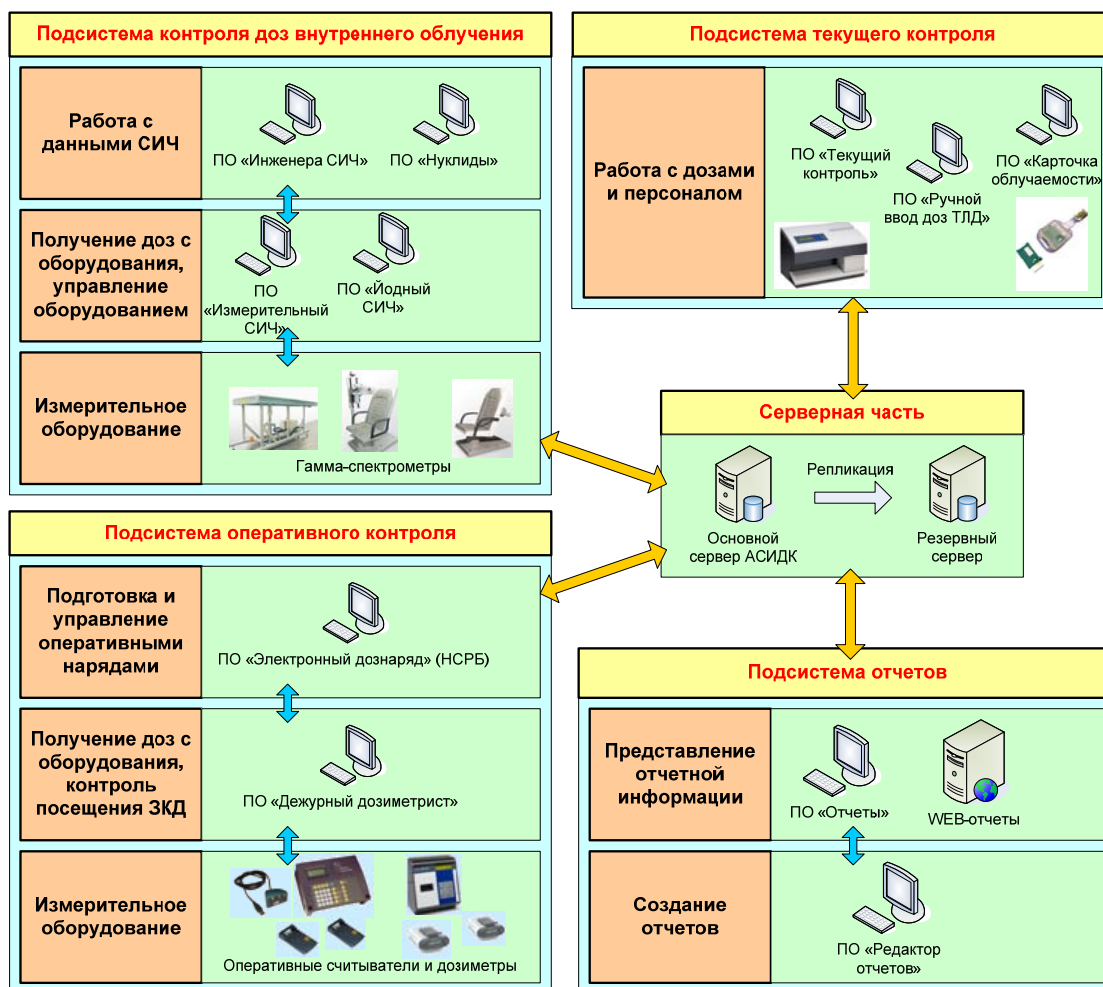 Подсистема контроля доз внутреннего облучения
Работа с
данными СИЧ
ПО «Инженера СИЧ»
ПО «Нуклиды»
Получение доз с
оборудования,
управление
оборудованием
ПО
«Измерительный
СИЧ»
ПО «Йодный
СИЧ»
Измерительное
оборудование
Гамма-спектрометры
Подсистема текущего контроля
Работа с дозами
и персоналом
ПО «Текущий
контроль»
ПО «Ручной
ввод доз ТЛД»
ПО «Карточка
облучаемости»
Серверная часть
Основной
сервер АСИДК
Репликация
Резервный
сервер
Подсистема оперативного контроля
Подготовка и
управление
оперативными
нарядами
ПО «Электронный дознаряд» (НСРБ)
Получение доз с
оборудования,
контроль
посещения ЗКД
ПО «Дежурный дозиметрист»
Измерительное
оборудование
Оперативные считыватели и дозиметры
Подсистема отчетов
Представление
отчетной
информации
ПО «Отчеты»
WEB-отчеты
Создание
отчетов
ПО «Редактор
отчетов»